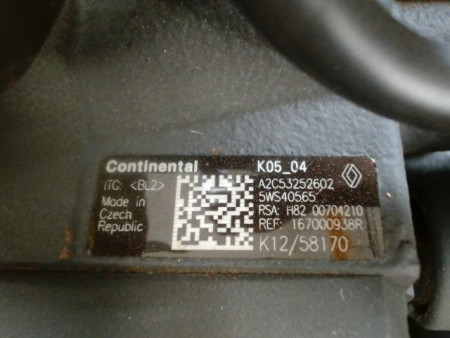 Continental K05_04
iTG: <BL2> A2C53252602
Made in 5WS40565
Czech RSA: H82 00704210
Republic REF: 167000938R
K12/58170